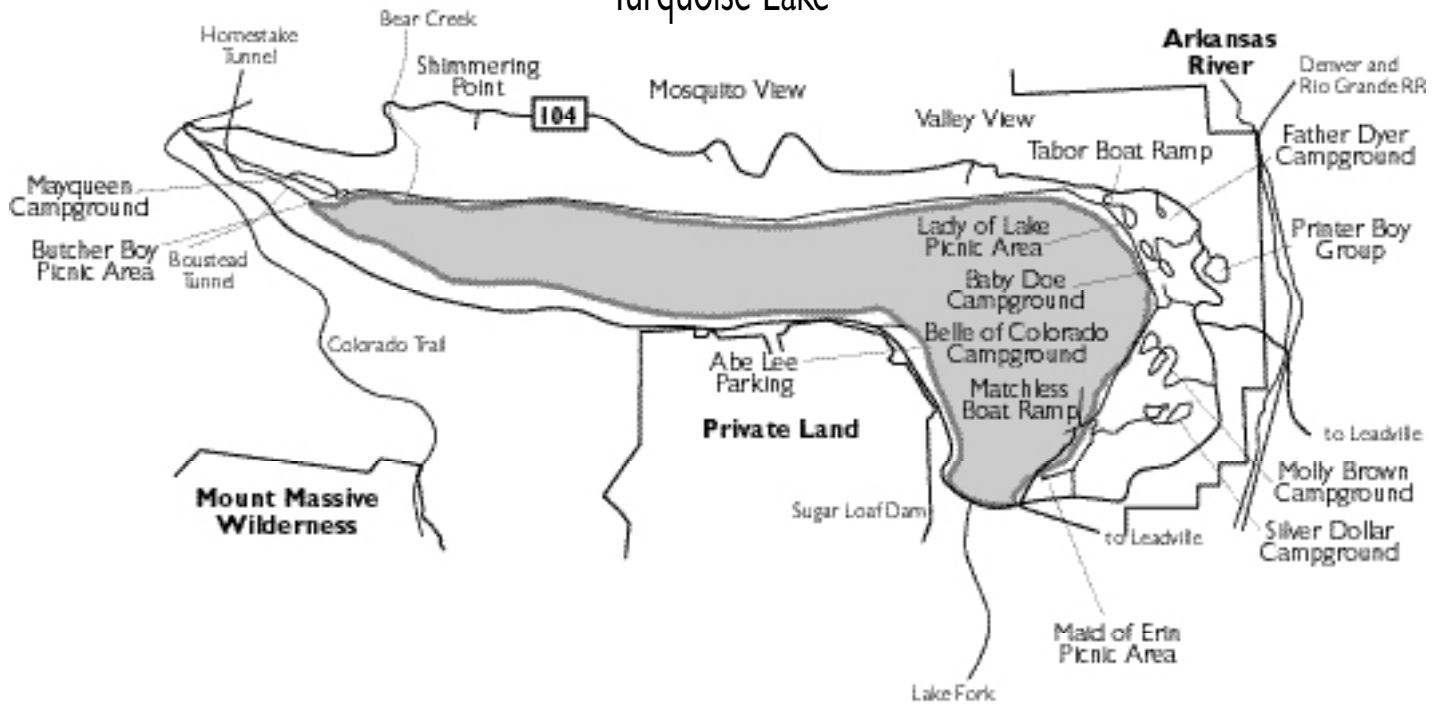 Turquoise Lake
Bear Creek
Homestake
Tunnel
Shimmering
Point
104
Mosquito View
Valley View
Arkansas
River
Denver and
Rio Grande RR
Tabor Boat Ramp
Father Dyer
Campground
Mayqueen
Campground
Butcher Boy
Picnic Area
Boustead
Tunnel
Lady of Lake
Picnic Area
Printer Boy
Group
Baby Doe
Campground
Colorado Trail
Belle of Colorado
Campground
Abe Lee
Parking
Matchless
Boat Ramp
Private Land
to Leadville
Mount Massive
Wilderness
Molly Brown
Campground
Sugar Loaf Dam
to Leadville
Silver Dollar
Campground
Maid of Erin
Picnic Area
Lake Fork